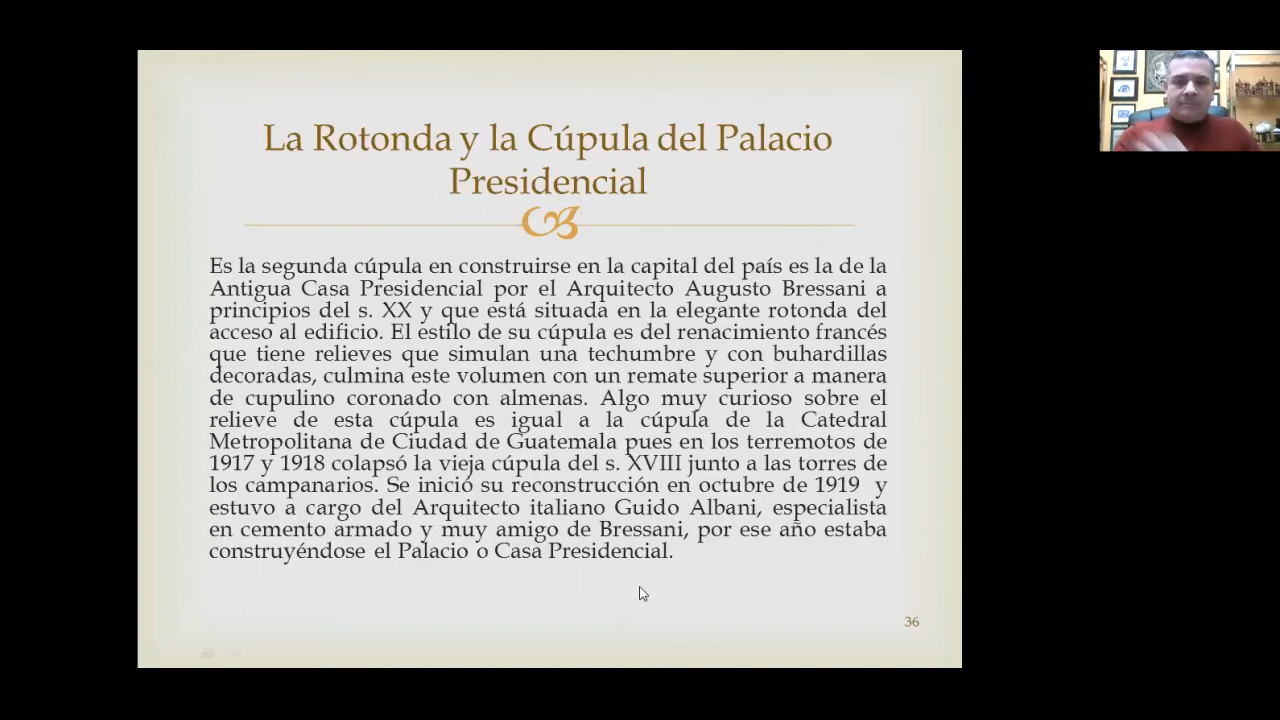 La Rotonda y la Cúpula del Palacio
Presidencial
Es la segunda cúpula en construirse en la capital del país es la de la
Antigua Casa Presidencial por el Arquitecto Augusto Bressani a
principios del s. XX y que está situada en la elegante rotonda del
acceso al edificio. El estilo de su cúpula es del renacimiento francés
que tiene relieves que simulan una techumbre y con buhardillas
decoradas, culmina este volumen con un remate superior a manera
de cupulino coronado con almenas. Algo muy curioso sobre el
relieve de esta cúpula es igual a la cúpula de la Catedral
Metropolitana de Ciudad de Guatemala pues en los terremotos de
1917 y 1918 colapsó la vieja cúpula del s. XVIII junto a las torres de
los campanarios. Se inició su reconstrucción en octubre de 1919 y
estuvo a cargo del Arquitecto italiano Guido Albani, especialista
en cemento armado y muy amigo de Bressani, por ese año estaba
construyéndose el Palacio o Casa Presidencial.
36